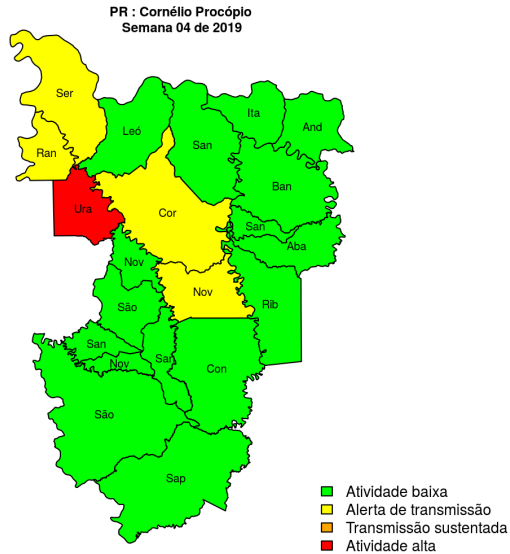 PR : Cornélio Procópio
Semana 04 de 2019
Ser
Ita
And
Leó
San
Ran
Ban
Ura
Cor
San
Aba
Nov
Nov
Rib
São
San
San
Nov
Con
São
Sap
Atividade baixa
Alerta de transmissão
Transmissão sustentada
Atividade alta